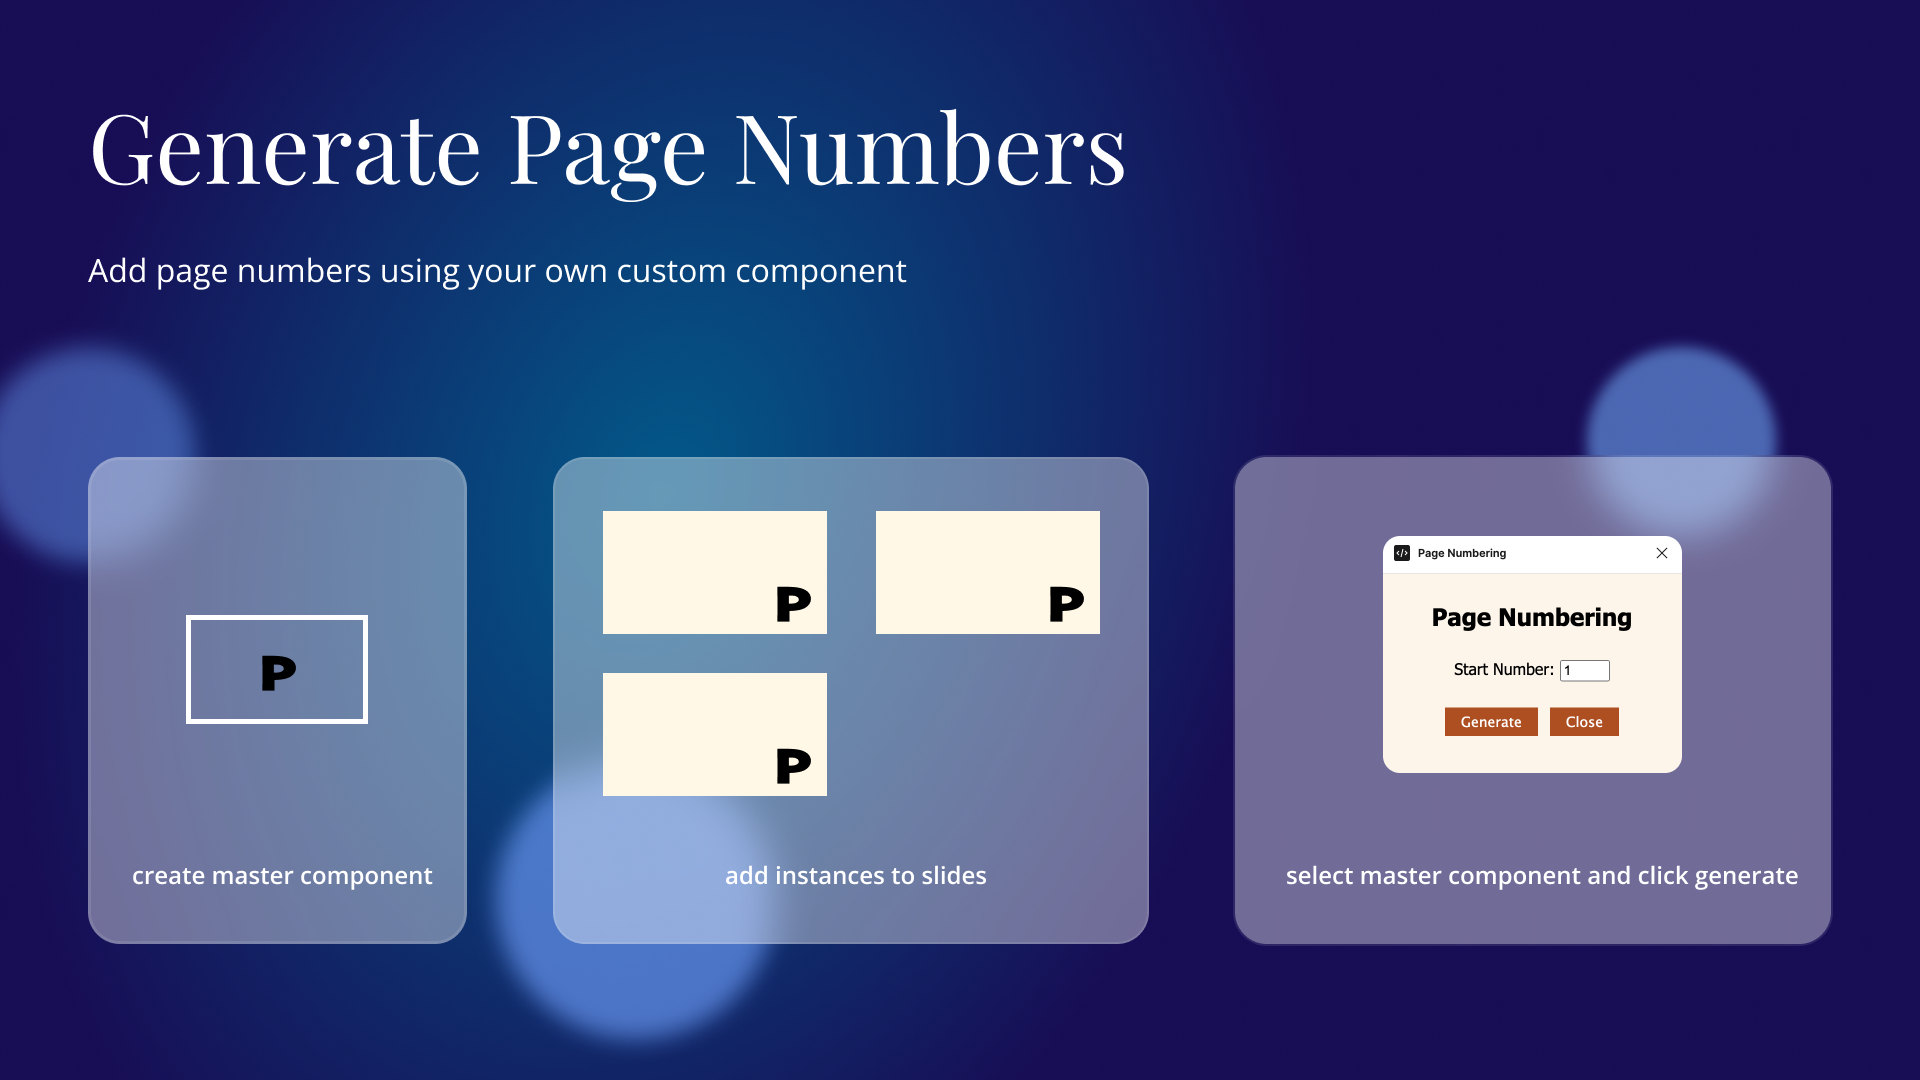 Generate Page Numbers
Add page numbers using your own custom component
P
create master component
P
P
P
add instances to slides
Page Numbering
Page Numbering
Start Number: 1
Generate
Close
select master component and click generate